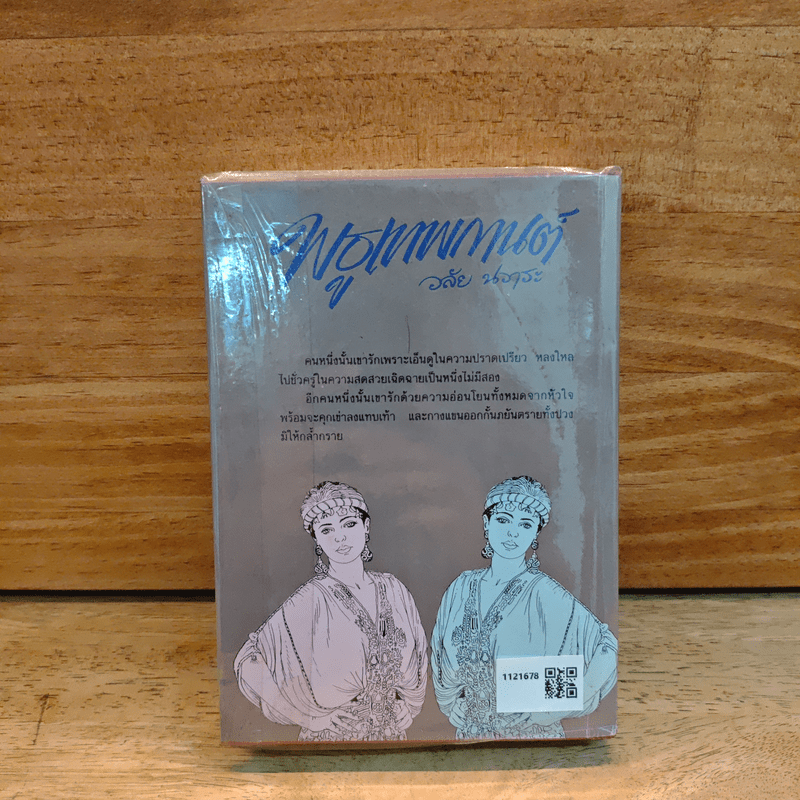 พธูเทพกานต์
วลัย นวาระ
คนหนึ่งนั้นเขารักเพราะเอ็นดูในความปราดเปรียว หลงใหล
ไปชั่วครู่ในความสดสวยเฉิดฉายเป็นหนึ่งไม่มีสอง
อีกคนหนึ่งนั้นเขารักด้วยความอ่อนโยนทั้งหมดจากหัวใจ
พร้อมจะคุกเข่าลงแทบเท้า และกางแขนออกกั้นภยันตรายทั้งปวง
มิให้กล้ำกราย
1121678